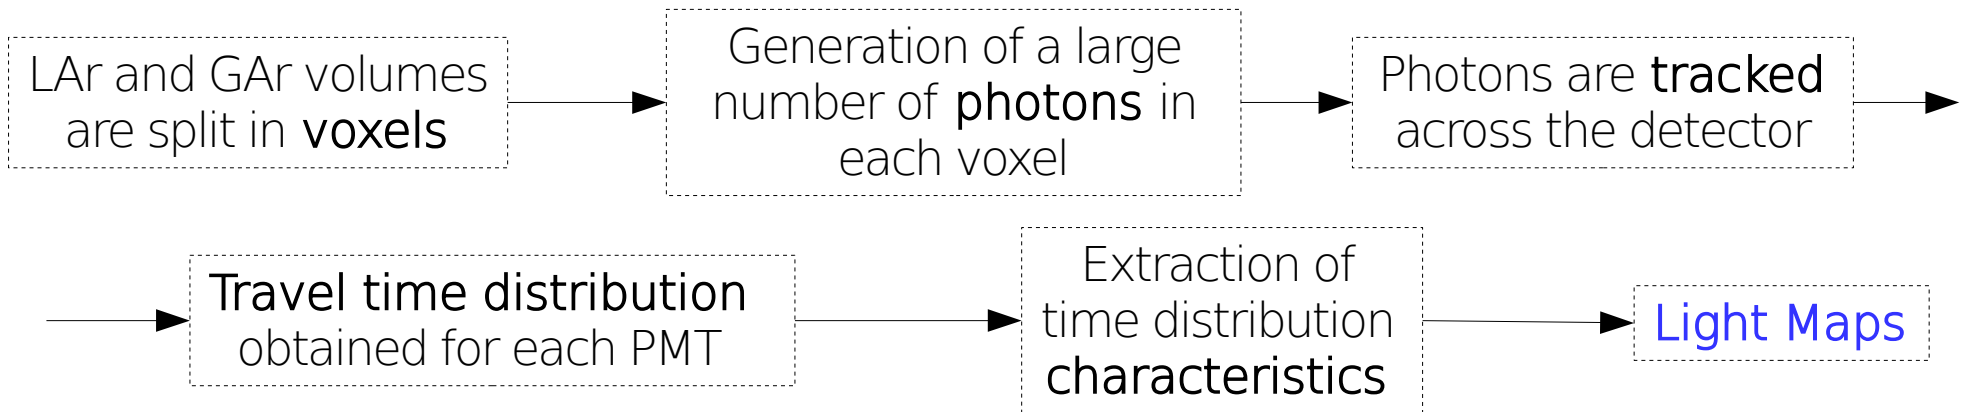 LAr and GAr volumes
are split in voxels
Generation of a large
number of photons in
each voxel
Photons are tracked
across the detector
Travel time distribution
obtained for each PMT
Extraction of
time distribution
characteristics
Light Maps